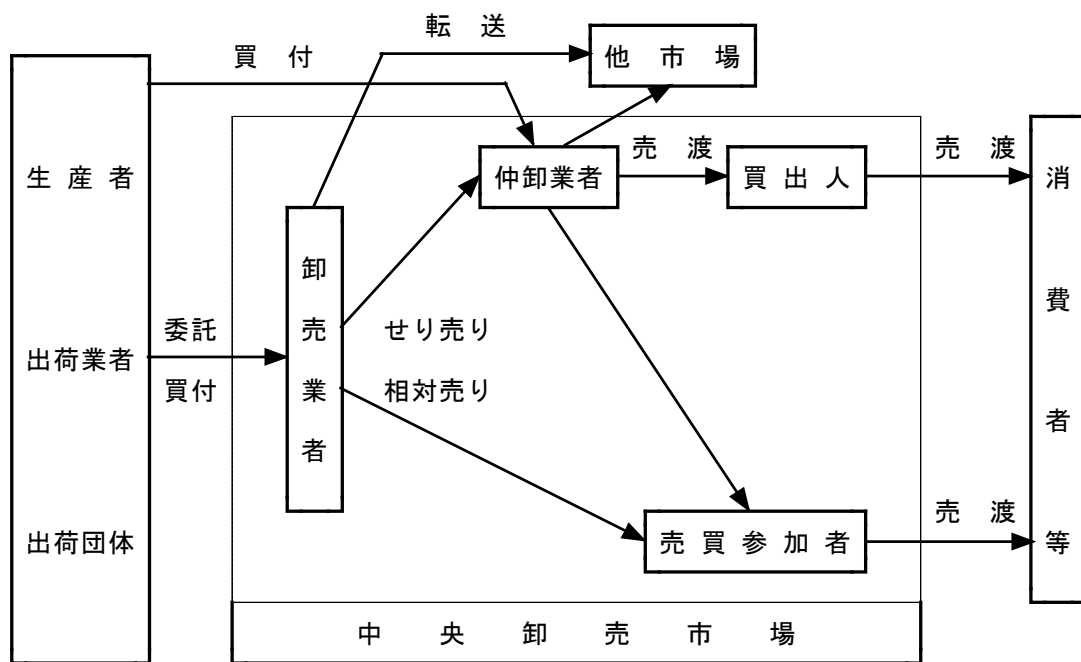 転送
他市場
買付
生産者
出荷業者
出荷団体
委託
買付
卸売業者
せり売り
相対売り
仲卸業者
売渡
買出人
売渡
売買参加者
売渡
消費者等
中央卸売市場